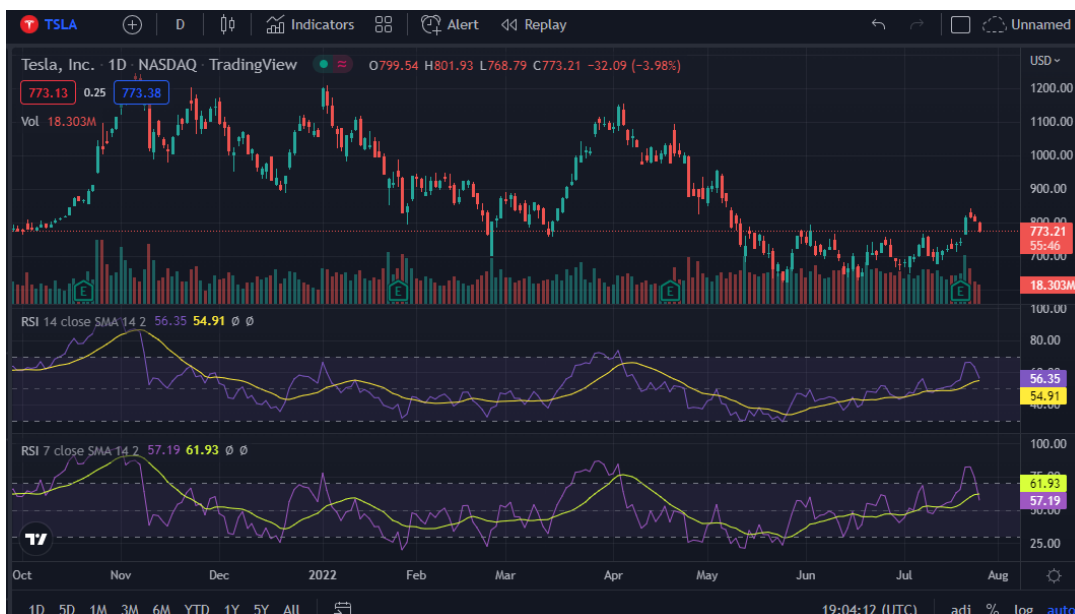 TSLA D Indicators Alert Replay Unnamed
Tesla, Inc. · 1D · NASDAQ · TradingView O799.54 H801.93 L768.79 C773.21 −32.09 (−3.98%) USD
773.13 0.25 773.38
Vol 18.303M
1200.00
1100.00
1000.00
900.00
800.00
773.21
55:46
700.00
18.303M
100.00
RSI 14 close SMA 14 2 56.35 54.91 Ø Ø
80.00
56.35
54.91
40.00
RSI 7 close SMA 14 2 57.19 61.93 Ø Ø
100.00
61.93
57.19
50.00
25.00
Oct Nov Dec 2022 Feb Mar Apr May Jun Jul Aug
1D 5D 1M 3M 6M YTD 1Y 5Y All 19:04:12 (UTC) adj % log auto